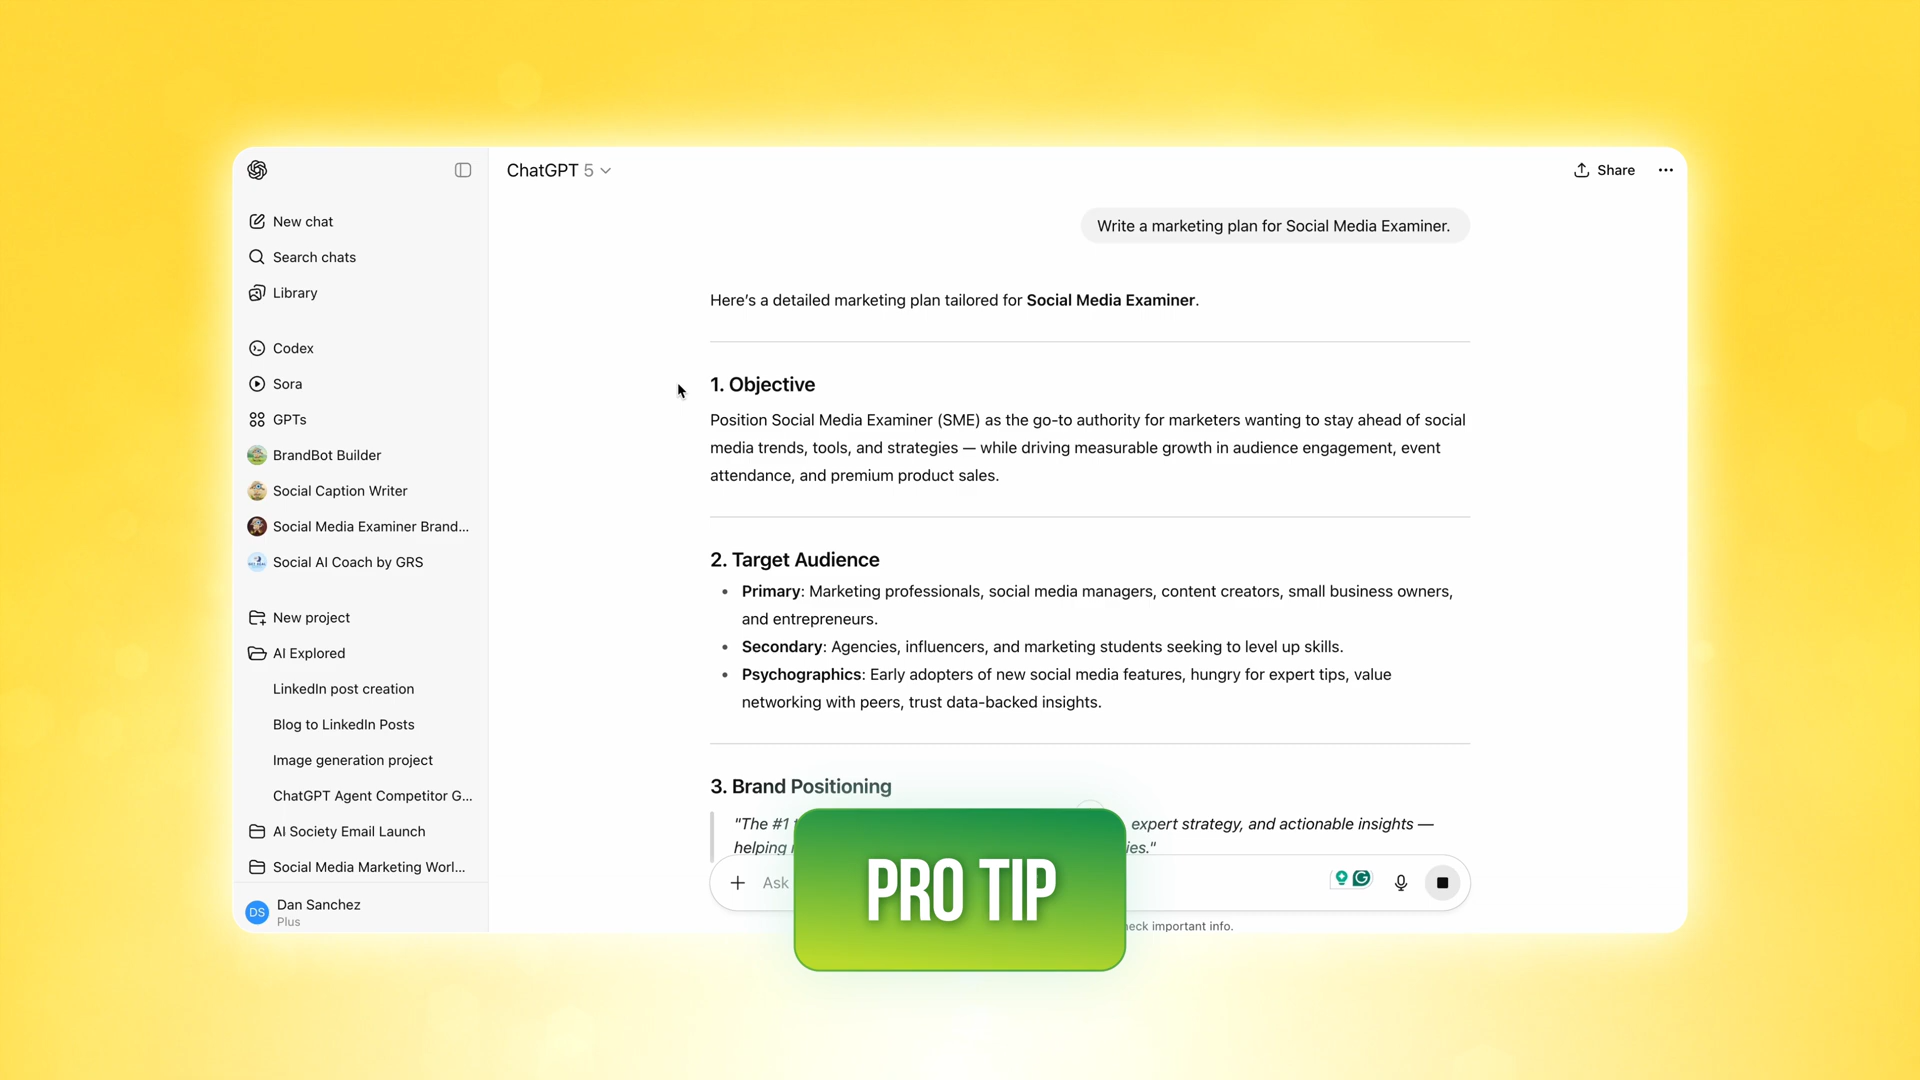 ChatGPT 5
Share
New chat
Search chats
Library
Codex
Sora
GPTs
BrandBot Builder
Social Caption Writer
Social Media Examiner Brand...
Social AI Coach by GRS
New project
AI Explored
LinkedIn post creation
Blog to LinkedIn Posts
Image generation project
ChatGPT Agent Competitor G...
AI Society Email Launch
Social Media Marketing Worl...
DS
Dan Sanchez
Plus
Write a marketing plan for Social Media Examiner.
Here's a detailed marketing plan tailored for Social Media Examiner.
1. Objective
Position Social Media Examiner (SME) as the go-to authority for marketers wanting to stay ahead of social
media trends, tools, and strategies — while driving measurable growth in audience engagement, event
attendance, and premium product sales.
2. Target Audience
• Primary: Marketing professionals, social media managers, content creators, small business owners,
and entrepreneurs.
• Secondary: Agencies, influencers, and marketing students seeking to level up skills.
• Psychographics: Early adopters of new social media features, hungry for expert tips, value
networking with peers, trust data-backed insights.
3. Brand Positioning
"The #1 expert strategy, and actionable insights —
helping
Ask
important info.
PRO TIP